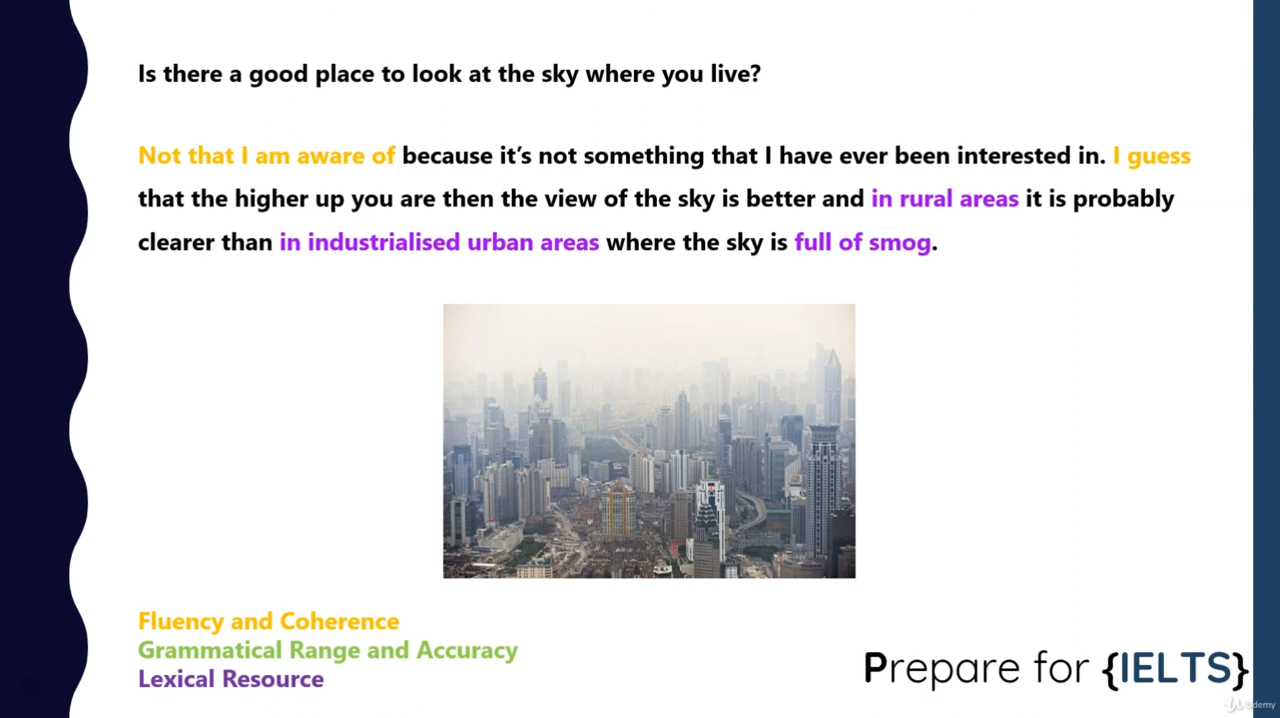 Is there a good place to look at the sky where you live?
Not that I am aware of because it's not something that I have ever been interested in. I guess
that the higher up you are then the view of the sky is better and in rural areas it is probably
clearer than in industrialised urban areas where the sky is full of smog.
Fluency and Coherence
Grammatical Range and Accuracy
Lexical Resource
Prepare for {IELTS}
Udemy